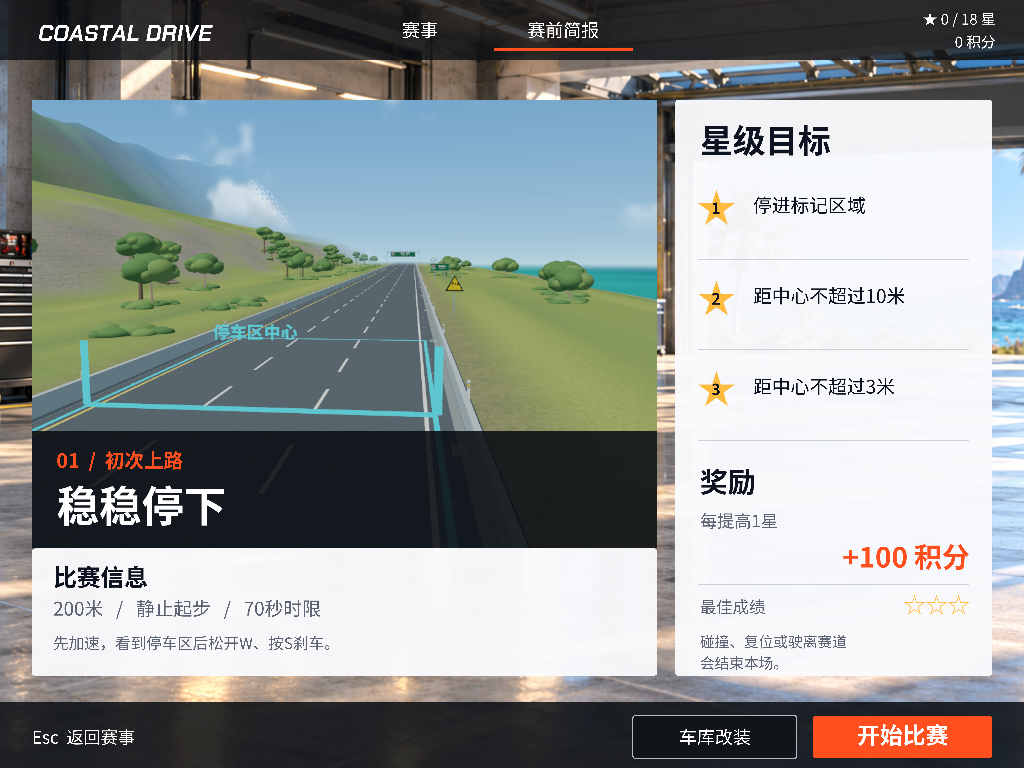 COASTAL DRIVE
赛事
赛前简报
★ 0 / 18 星
0 积分
停车区中心
01 / 初次上路
稳稳停下
比赛信息
200米 / 静止起步 / 70秒时限
先加速，看到停车区后松开W、按S刹车。
星级目标
1 停进标记区域
2 距中心不超过10米
3 距中心不超过3米
奖励
每提高1星
+100 积分
最佳成绩 ☆☆☆
碰撞、复位或驶离赛道
会结束本场。
Esc 返回赛事
车库改装
开始比赛